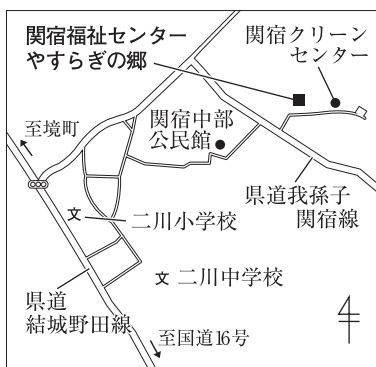 関宿福祉センター
やすらぎの郷
関宿クリーン
センター
至境町
関宿中部
公民館
県道我孫子
関宿線
文
二川小学校
文 二川中学校
県道
結城野田線
至国道16号